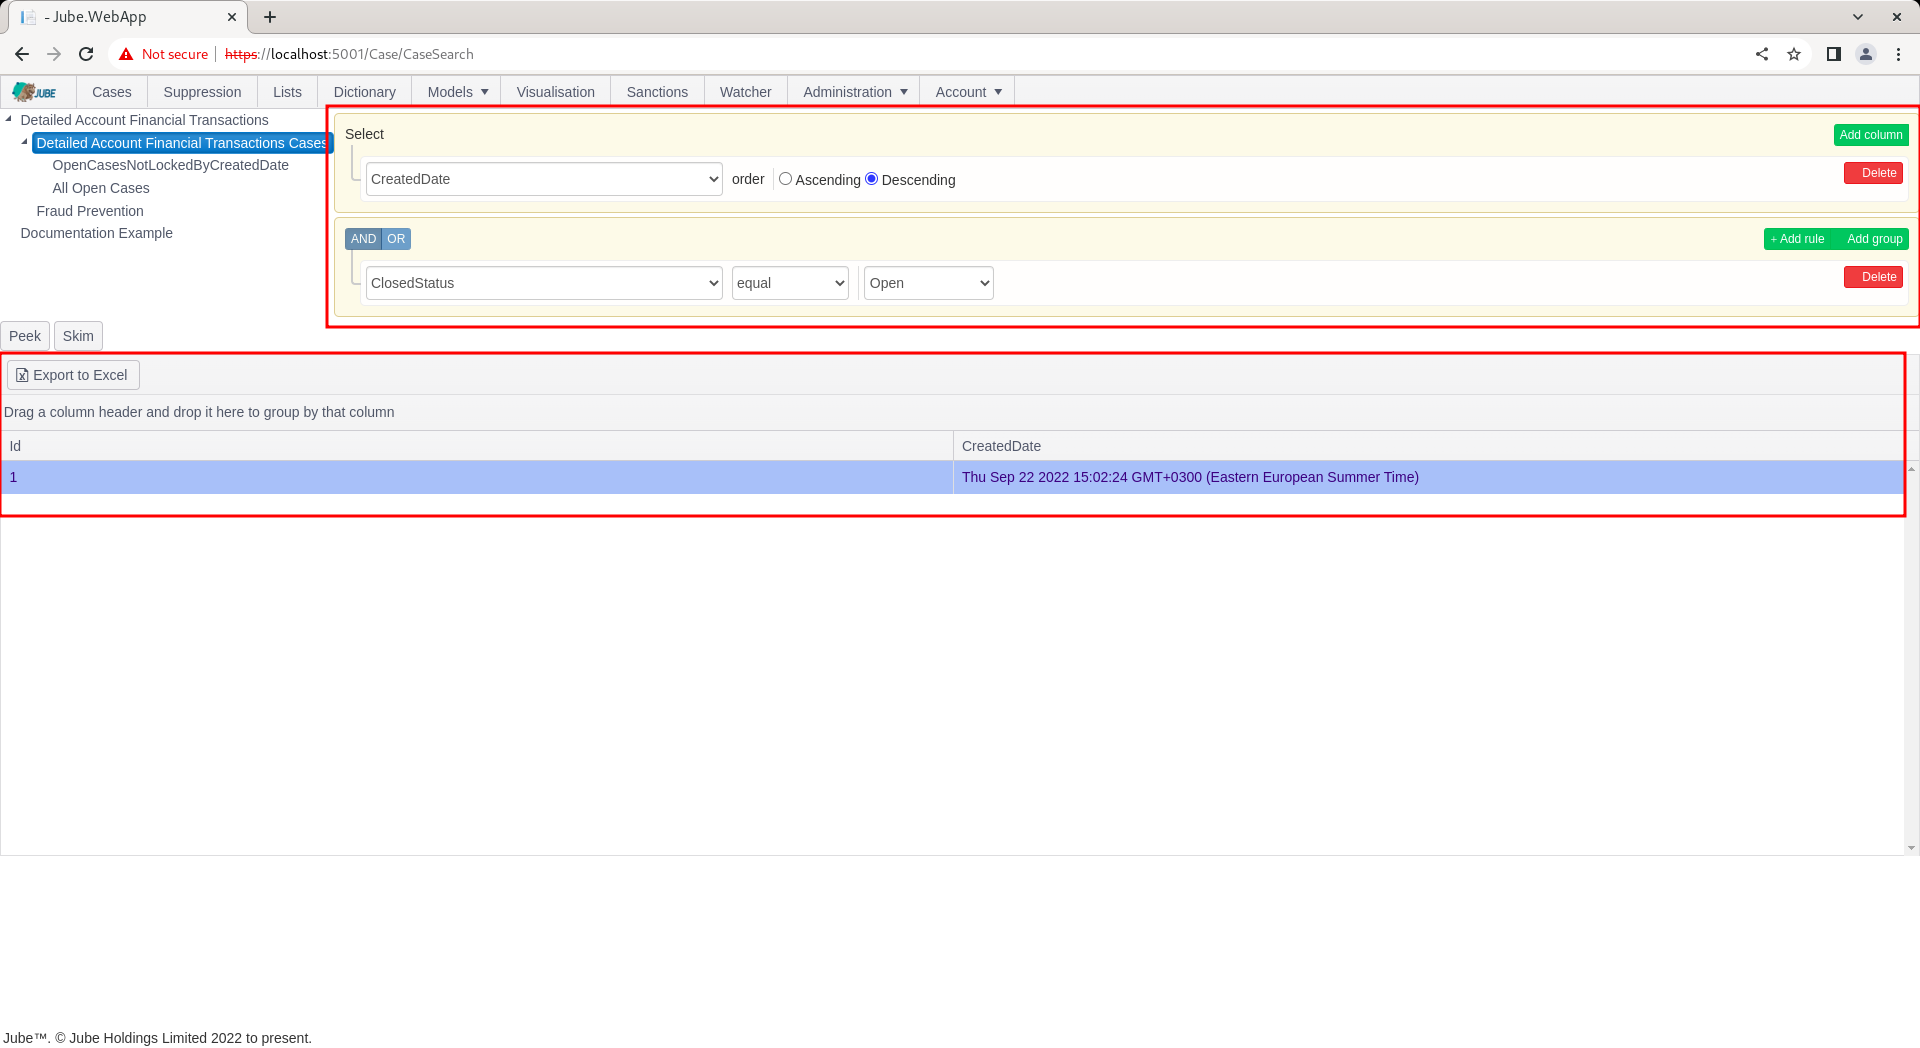 - Jube.WebApp
Not secure https://localhost:5001/Case/CaseSearch
JUBE Cases Suppression Lists Dictionary Models Visualisation Sanctions Watcher Administration Account
Detailed Account Financial Transactions
Detailed Account Financial Transactions Cases
OpenCasesNotLockedByCreatedDate
All Open Cases
Fraud Prevention
Documentation Example
Select Add column
CreatedDate order Ascending Descending Delete
AND OR + Add rule Add group
ClosedStatus equal Open Delete
Peek Skim
Export to Excel
Drag a column header and drop it here to group by that column
Id CreatedDate
1 Thu Sep 22 2022 15:02:24 GMT+0300 (Eastern European Summer Time)
Jube™. © Jube Holdings Limited 2022 to present.